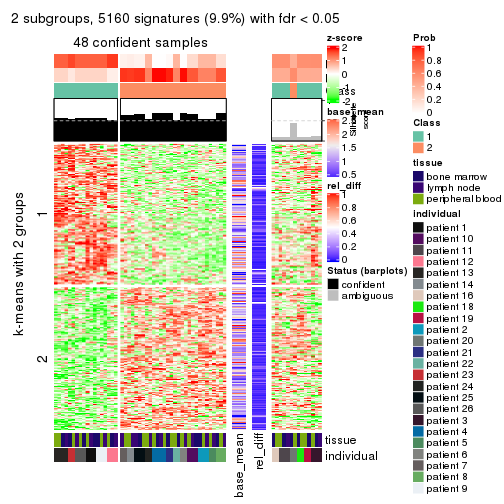 2 subgroups, 5160 signatures (9.9%) with fdr < 0.05
48 confident samples
k-means with 2 groups
1
2
z-score
2
1
0
-1
-2
Class
Silhouette
score
base_mean
2.5
2
1.5
1
0.5
rel_diff
1
0.8
0.6
0.4
0.2
0
Status (barplots)
confident
ambiguous
Prob
1
0.8
0.6
0.4
0.2
0
Class
1
2
tissue
bone marrow
lymph node
peripheral blood
individual
patient 1
patient 10
patient 11
patient 12
patient 13
patient 14
patient 16
patient 18
patient 19
patient 2
patient 20
patient 21
patient 22
patient 23
patient 24
patient 25
patient 26
patient 3
patient 4
patient 5
patient 6
patient 7
patient 8
patient 9
tissue
individual
base_mean
rel_diff